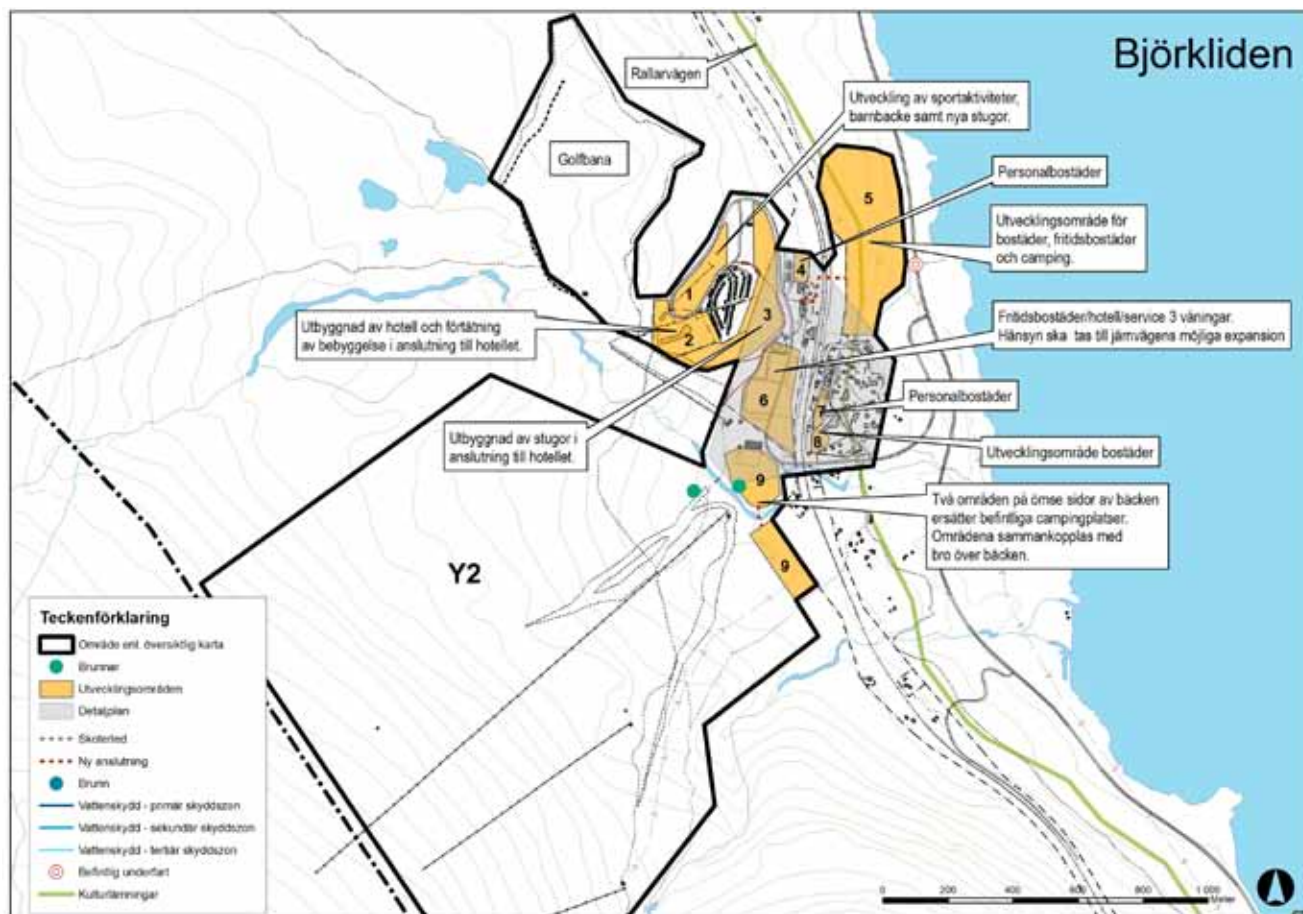 Björkliden
Rallarvägen
Utveckling av sportaktiviteter,
barnbacke samt nya stugor.
Golfbana
Personalbostäder
5
Utvecklingsområde för
bostäder, fritidsbostäder
och camping.
4
1
3
2
Utbyggnad av hotell och förtätning
av bebyggelse i anslutning till hotellet.
Fritidsbostäder/hotell/service 3 våningar.
Hänsyn ska tas till järnvägens möjliga expansion
6
7
8
Personalbostäder
Utbyggnad av stugor i
anslutning till hotellet.
Utvecklingsområde bostäder
9
Två områden på ömse sidor av bäcken
ersätter befintliga campingplatser.
Områdena sammankopplas med
bro över bäcken.
9
Y2
Teckenförklaring
Område enl. översiktlig karta
Brunnar
Utvecklingsområden
Detaljplan
Skoterled
Ny anslutning
Brunn
Vattenskydd - primär skyddszon
Vattenskydd - sekundär skyddszon
Vattenskydd - tertiär skyddszon
Befintlig underfart
Kulturlämningar
0 200 400 600 800 1 000
Meter